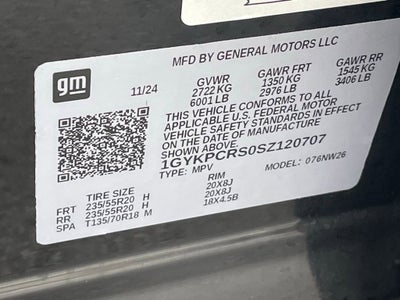 MFD BY GENERAL MOTORS LLC
gm
11/24 GVWR GAWR FRT GAWR RR
2722 KG 1350 KG 1545 KG
6001 LB 2976 LB 3406 LB
THIS VEHICLE CONFORMS TO ALL
APPLICABLE U.S. FEDERAL MOTOR
VEHICLE SAFETY STANDARDS IN EFFECT
ON THE DATE OF MANUFACTURE
SHOWN ABOVE.
1GYKPCRS0SZ120707
TYPE: MPV MODEL: 076NW26
TIRE SIZE RIM
FRT 235/55R20 H 20X8J
RR 235/55R20 H 20X8J
SPA T135/70R18 M 18X4.5B